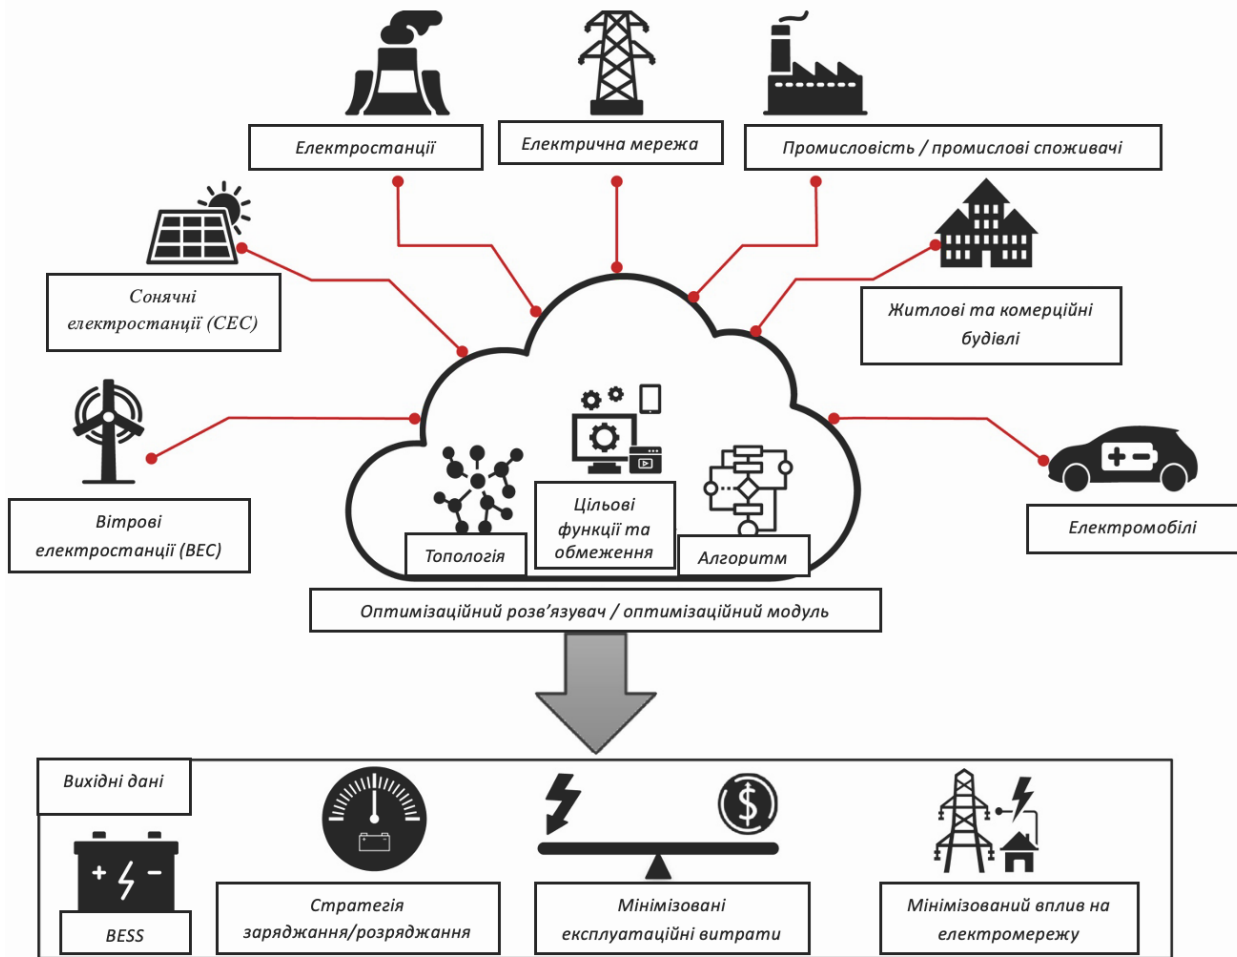 Електростанції
Електрична мережа
Промисловість / промислові споживачі
Сонячні
електростанції (СЕС)
Житлові та комерційні
будівлі
Вітрові
електростанції (ВЕС)
Електромобілі
Топологія
Цільові
функції та
обмеження
Алгоритм
Оптимізаційний розв’язувач / оптимізаційний модуль
Вихідні дані
BESS
Стратегія
заряджання/розряджання
Мінімізовані
експлуатаційні витрати
Мінімізований вплив на
електромережу